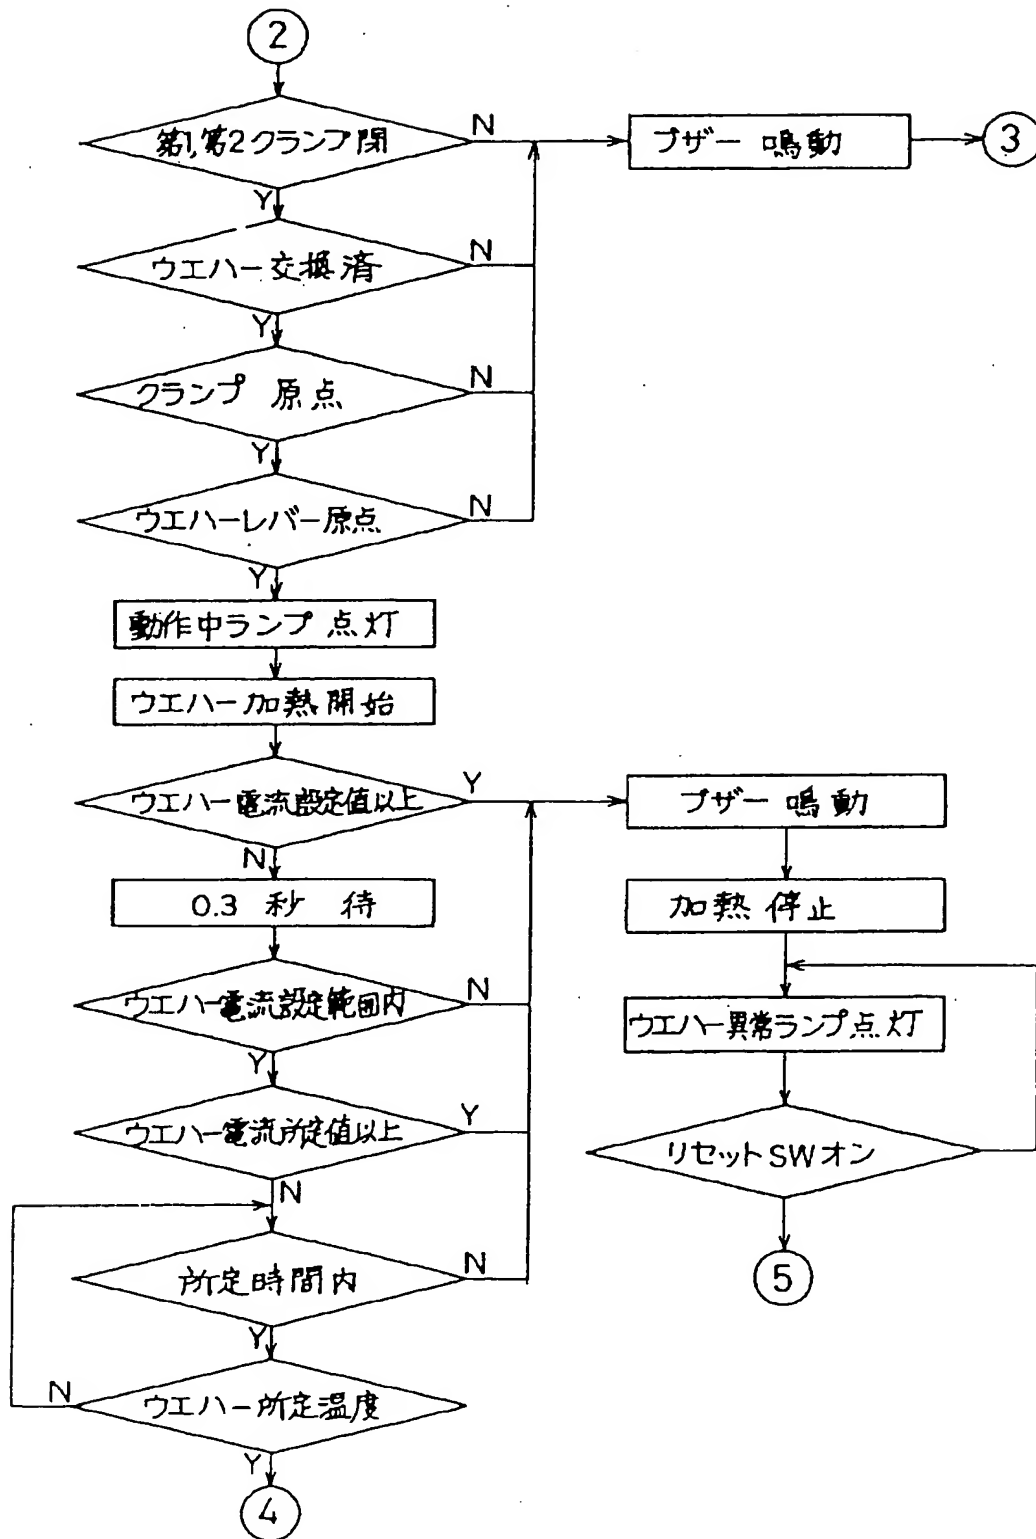 2
第1,第2クランプ閉
N
ブザー 鳴動
3
Y
ウエハー交換済
N
Y
クランプ 原点
N
Y
ウエハーレバー原点
N
Y
動作中ランプ 点灯
ウエハー加熱開始
ウエハー電流設定値以上
Y
ブザー 鳴動
N
0.3 秒 待
加熱停止
ウエハー電流設定範囲内
N
ウエハー異常ランプ点灯
Y
ウエハー電流所定値以上
Y
リセットSWオン
N
所定時間内
N
5
Y
ウエハー所定温度
N
Y
4